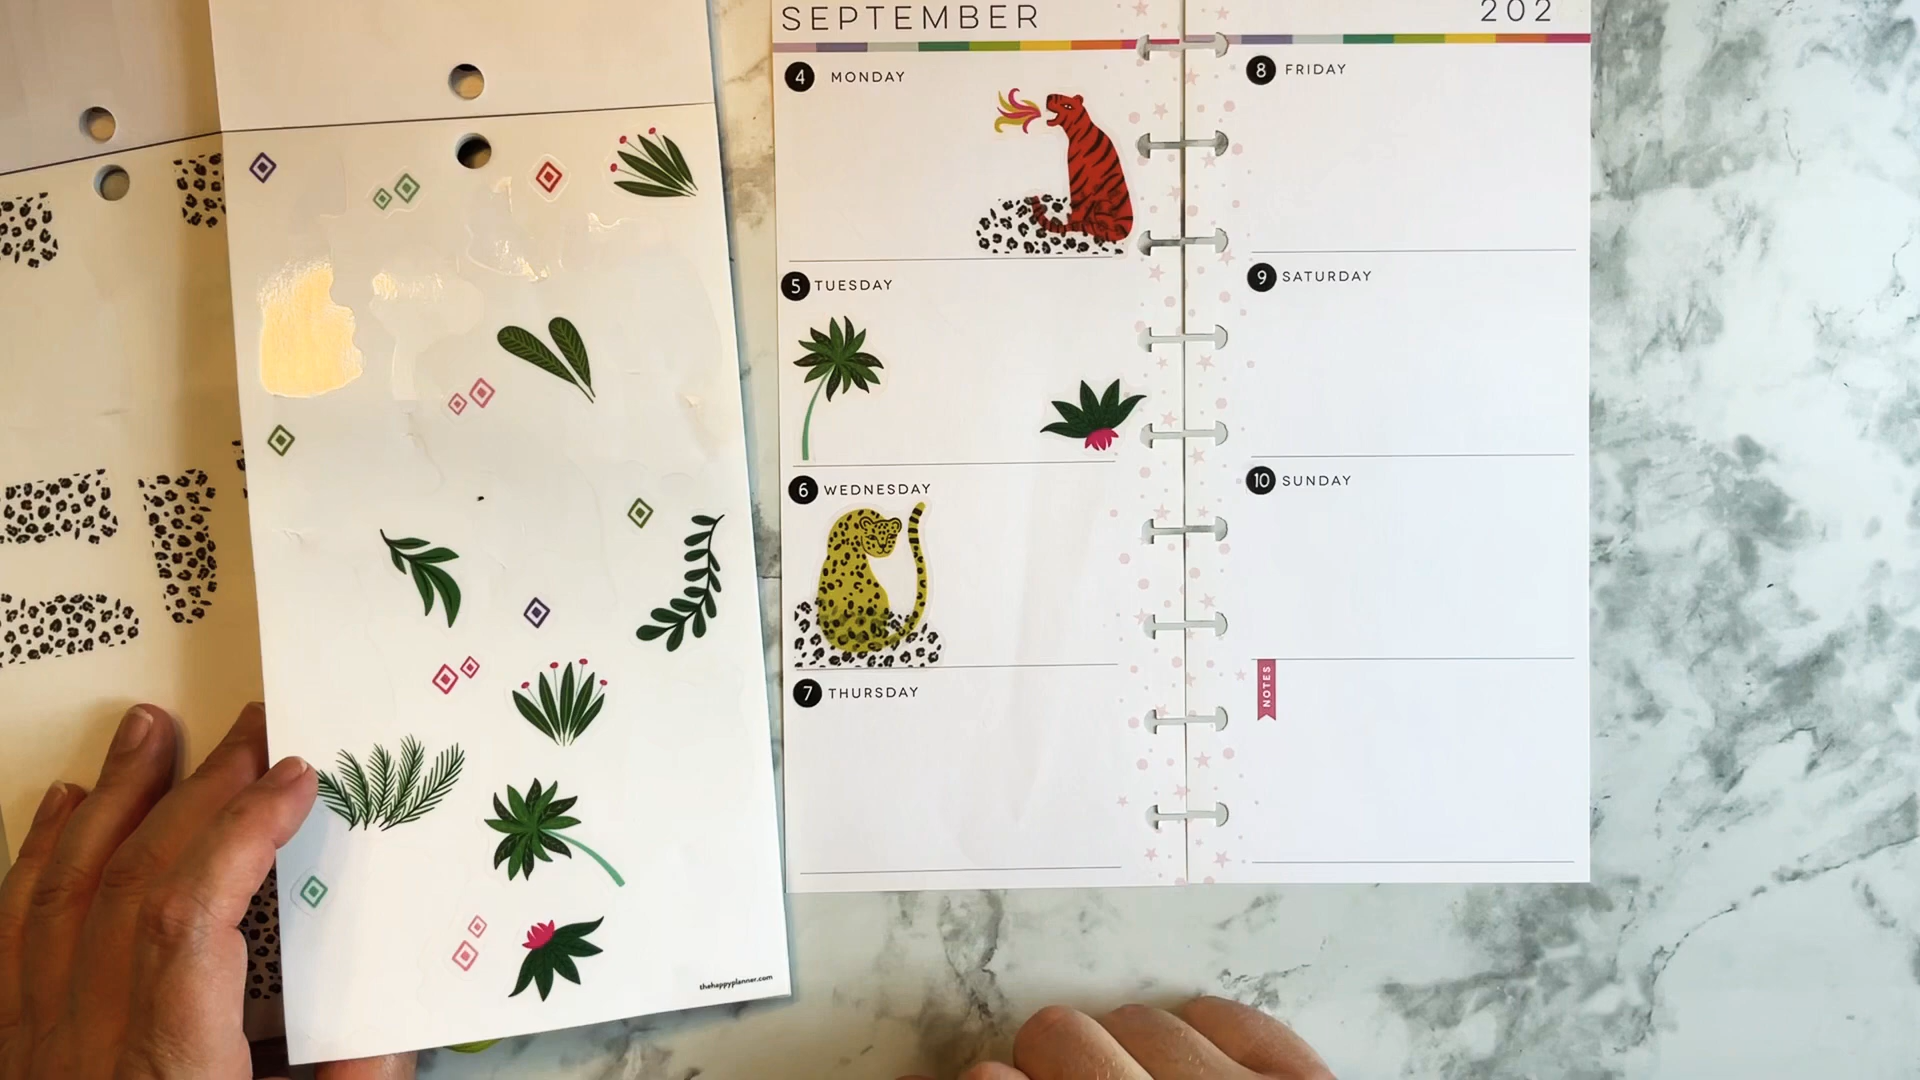 SEPTEMBER
202
4 MONDAY
5 TUESDAY
6 WEDNESDAY
7 THURSDAY
8 FRIDAY
9 SATURDAY
10 SUNDAY
NOTES
thehappyplanner.com